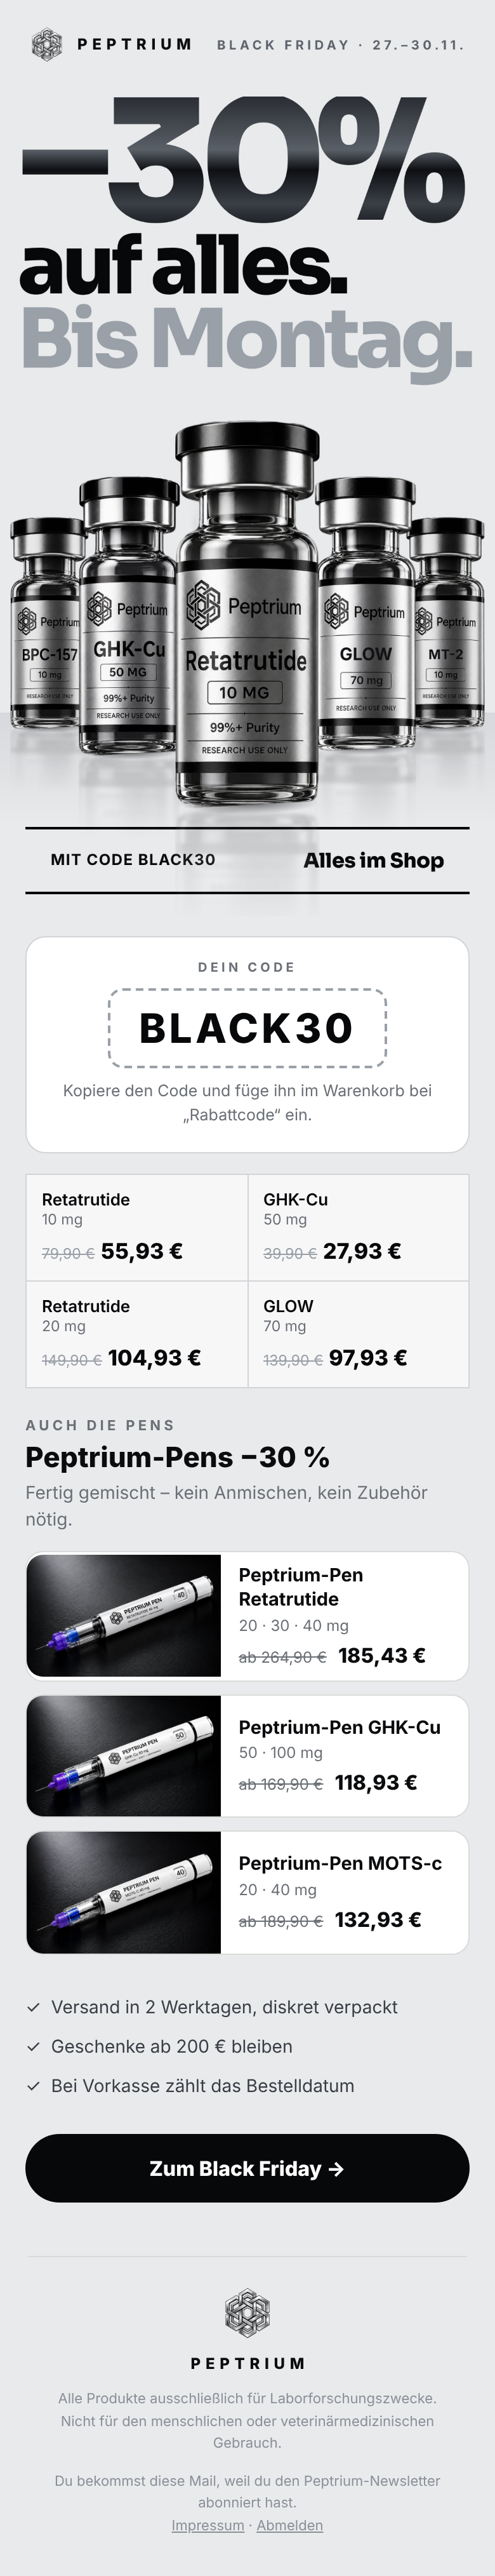 PEPTRIUM
BLACK FRIDAY · 27.–30.11.
–30%
auf alles.
Bis Montag.
Peptrium
BPC-157
10 mg
RESEARCH USE ONLY
Peptrium
GHK-Cu
50 MG
99%+ Purity
RESEARCH USE ONLY
Peptrium
Retatrutide
10 MG
99%+ Purity
RESEARCH USE ONLY
Peptrium
GLOW
70 mg
RESEARCH USE ONLY
Peptrium
MT-2
10 mg
RESEARCH USE ONLY
MIT CODE BLACK30
Alles im Shop
DEIN CODE
BLACK30
Kopiere den Code und füge ihn im Warenkorb bei
„Rabattcode“ ein.
Retatrutide
10 mg
79,90 € 55,93 €
GHK-Cu
50 mg
39,90 € 27,93 €
Retatrutide
20 mg
149,90 € 104,93 €
GLOW
70 mg
139,90 € 97,93 €
AUCH DIE PENS
Peptrium-Pens −30 %
Fertig gemischt – kein Anmischen, kein Zubehör
nötig.
PEPTRIUM PEN
40
Peptrium-Pen
Retatrutide
20 · 30 · 40 mg
ab 264,90 € 185,43 €
PEPTRIUM PEN
50
Peptrium-Pen GHK-Cu
50 · 100 mg
ab 169,90 € 118,93 €
PEPTRIUM PEN
40
Peptrium-Pen MOTS-c
20 · 40 mg
ab 189,90 € 132,93 €
✓ Versand in 2 Werktagen, diskret verpackt
✓ Geschenke ab 200 € bleiben
✓ Bei Vorkasse zählt das Bestelldatum
Zum Black Friday →
PEPTRIUM
Alle Produkte ausschließlich für Laborforschungszwecke.
Nicht für den menschlichen oder veterinärmedizinischen
Gebrauch.
Du bekommst diese Mail, weil du den Peptrium-Newsletter
abonniert hast.
Impressum · Abmelden